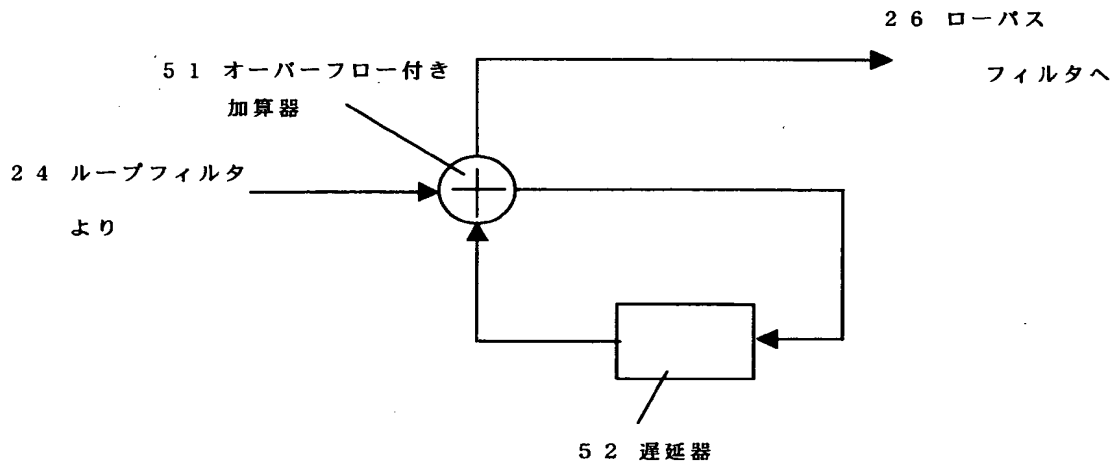 ２６ ローパス
フィルタへ
５１ オーバーフロー付き
加算器
２４ ループフィルタ
より
５２ 遅延器